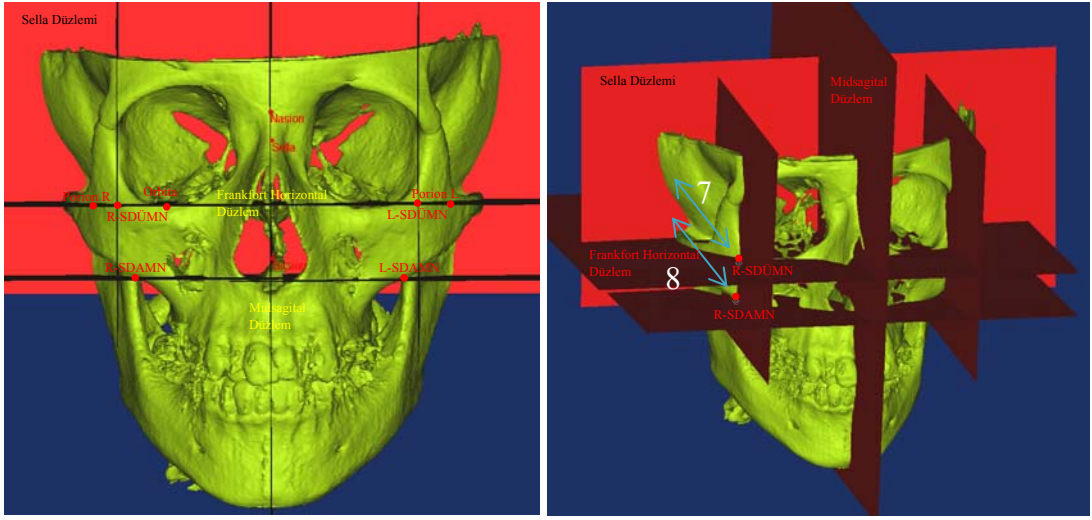 Sella Düzlemi
Nasion
Sella
Porion R
Orbita
Frankfort Horizontal
Düzlem
Porion L
R-SDÜMN
L-SDÜMN
R-SDAMN
L-SDAMN
Midsagital
Düzlem
Sella Düzlemi
Midsagital
Düzlem
7
Frankfort Horizontal
Düzlem
8
R-SDÜMN
R-SDAMN